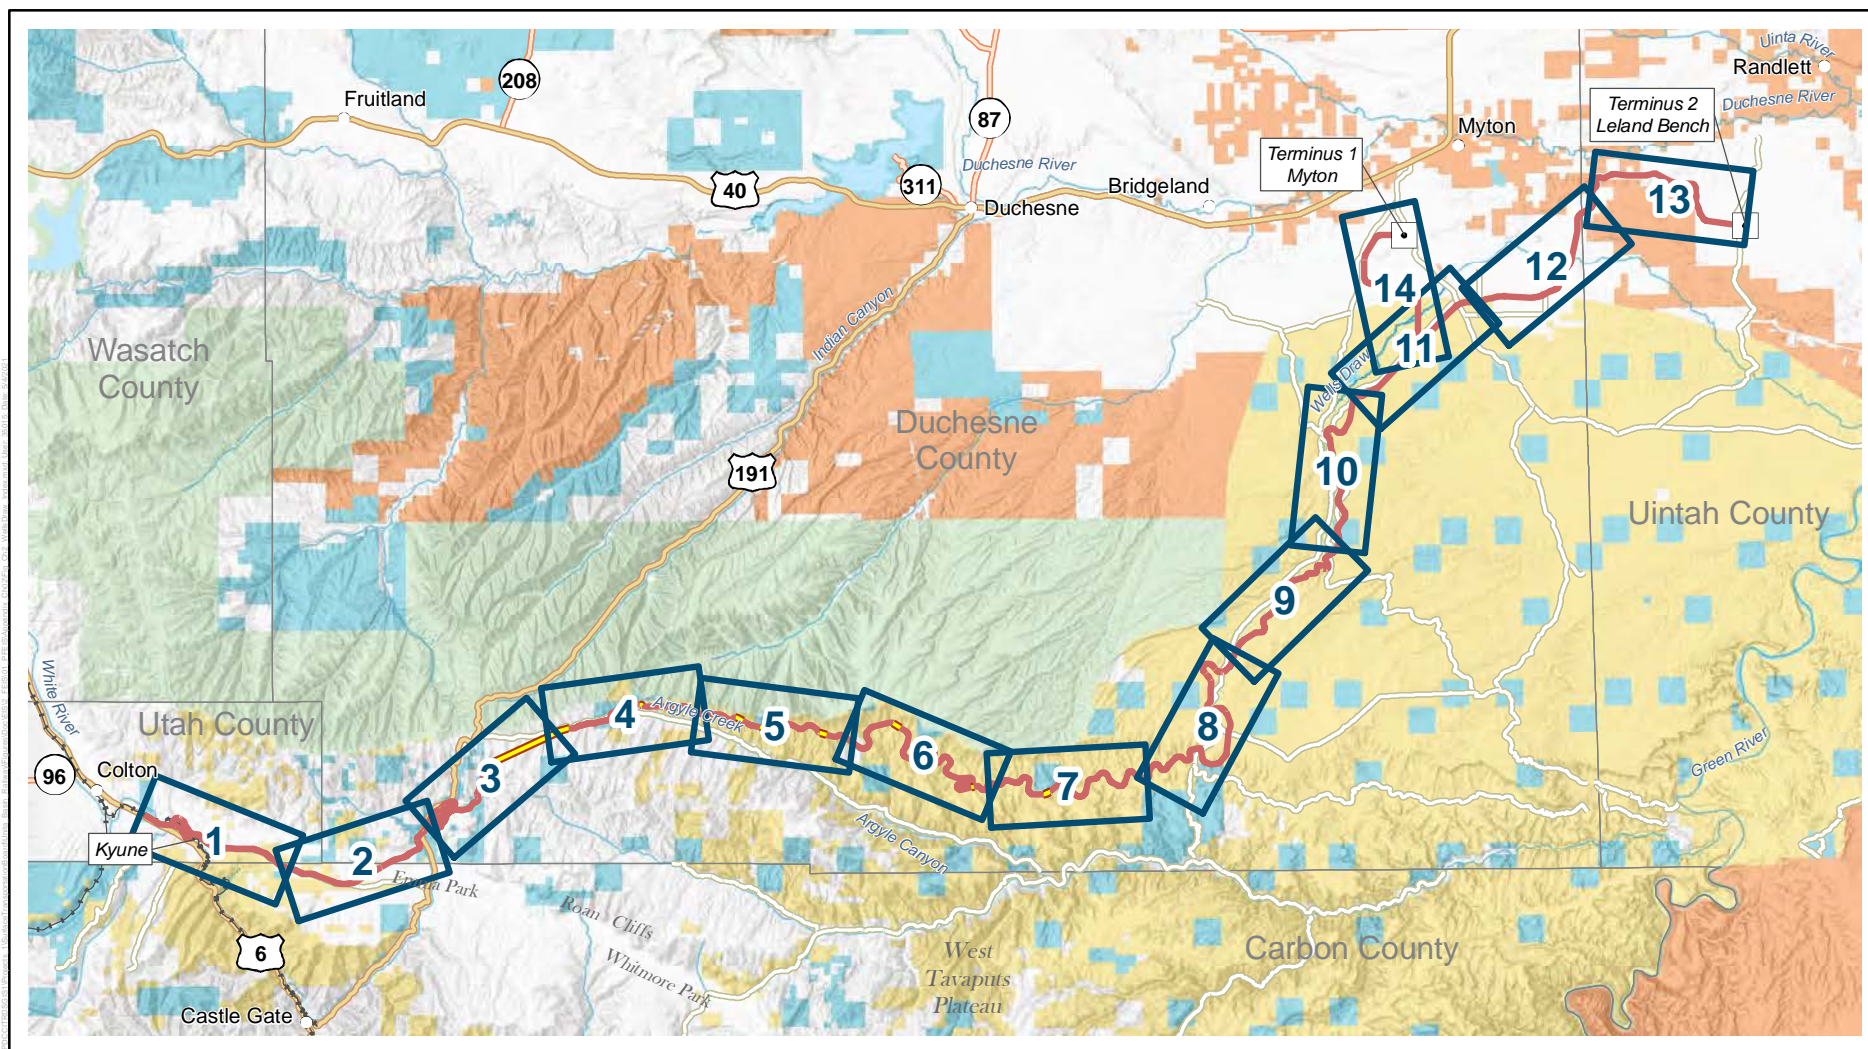 Uinta River
Randlett
208
Fruitland
Terminus 2
Leland Bench
Duchesne River
87
Myton
Terminus 1
Myton
Duchesne River
40
311
Bridgeland
Duchesne
13
12
14
Indian Canyon
Wasatch
County
11
Wells Draw
Duchesne
County
191
10
Uintah County
9
White River
Utah County
Argyle Creek
4
5
8
6
3
7
Green River
96
Colton
Kyune
1
2
Argyle Canyon
Emma Park
Roan Cliffs
6
Whitmore Park
West
Tavaputs
Plateau
Carbon County
Castle Gate